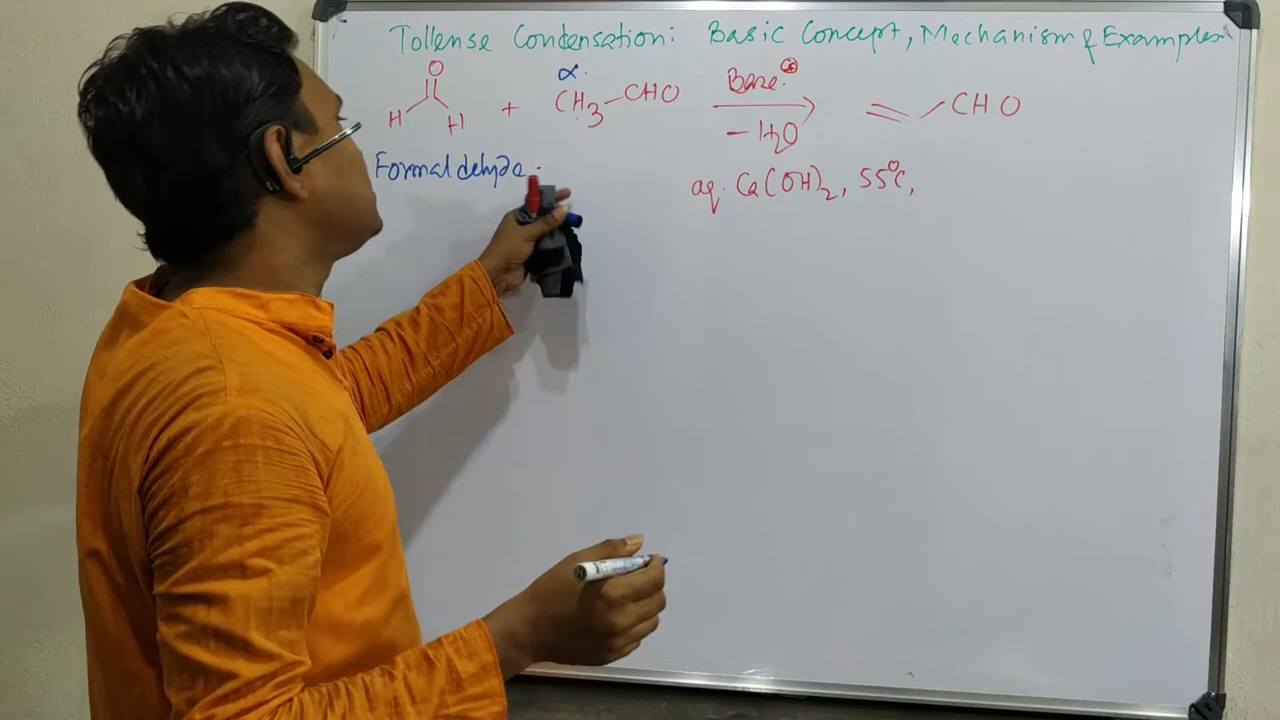 Tollense Condensation: Basic Concept, Mechanism & Examples
O
H H + α CH3-CHO Base. -H2O → = CHO
Formaldehyde.
aq. Ca(OH)2, 55°C,